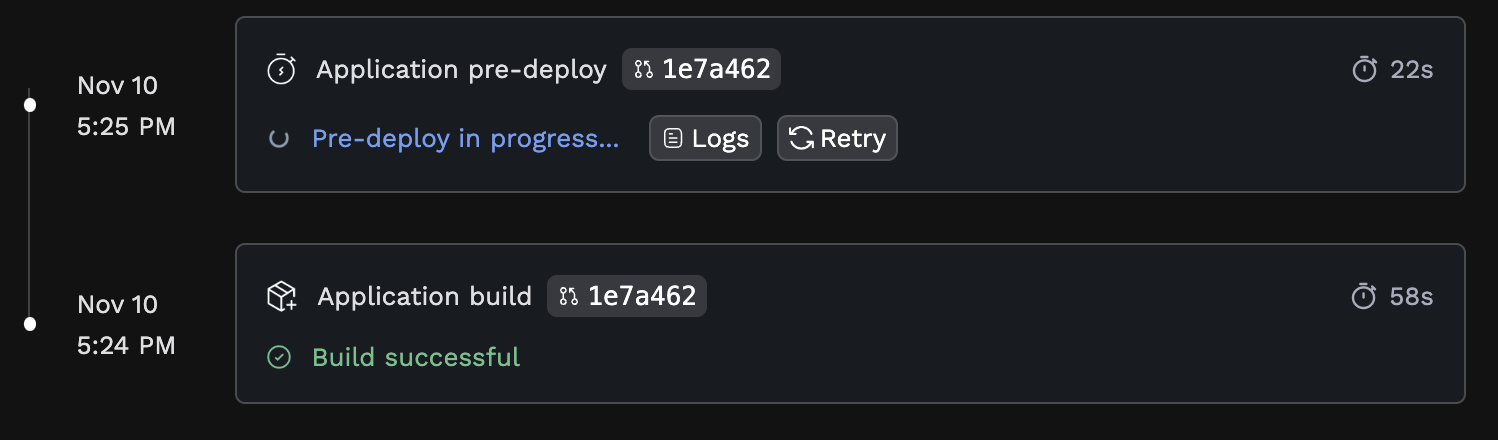 Nov 10
5:25 PM
Application pre-deploy 1e7a462 22s
Pre-deploy in progress... Logs Retry
Nov 10
5:24 PM
Application build 1e7a462 58s
Build successful